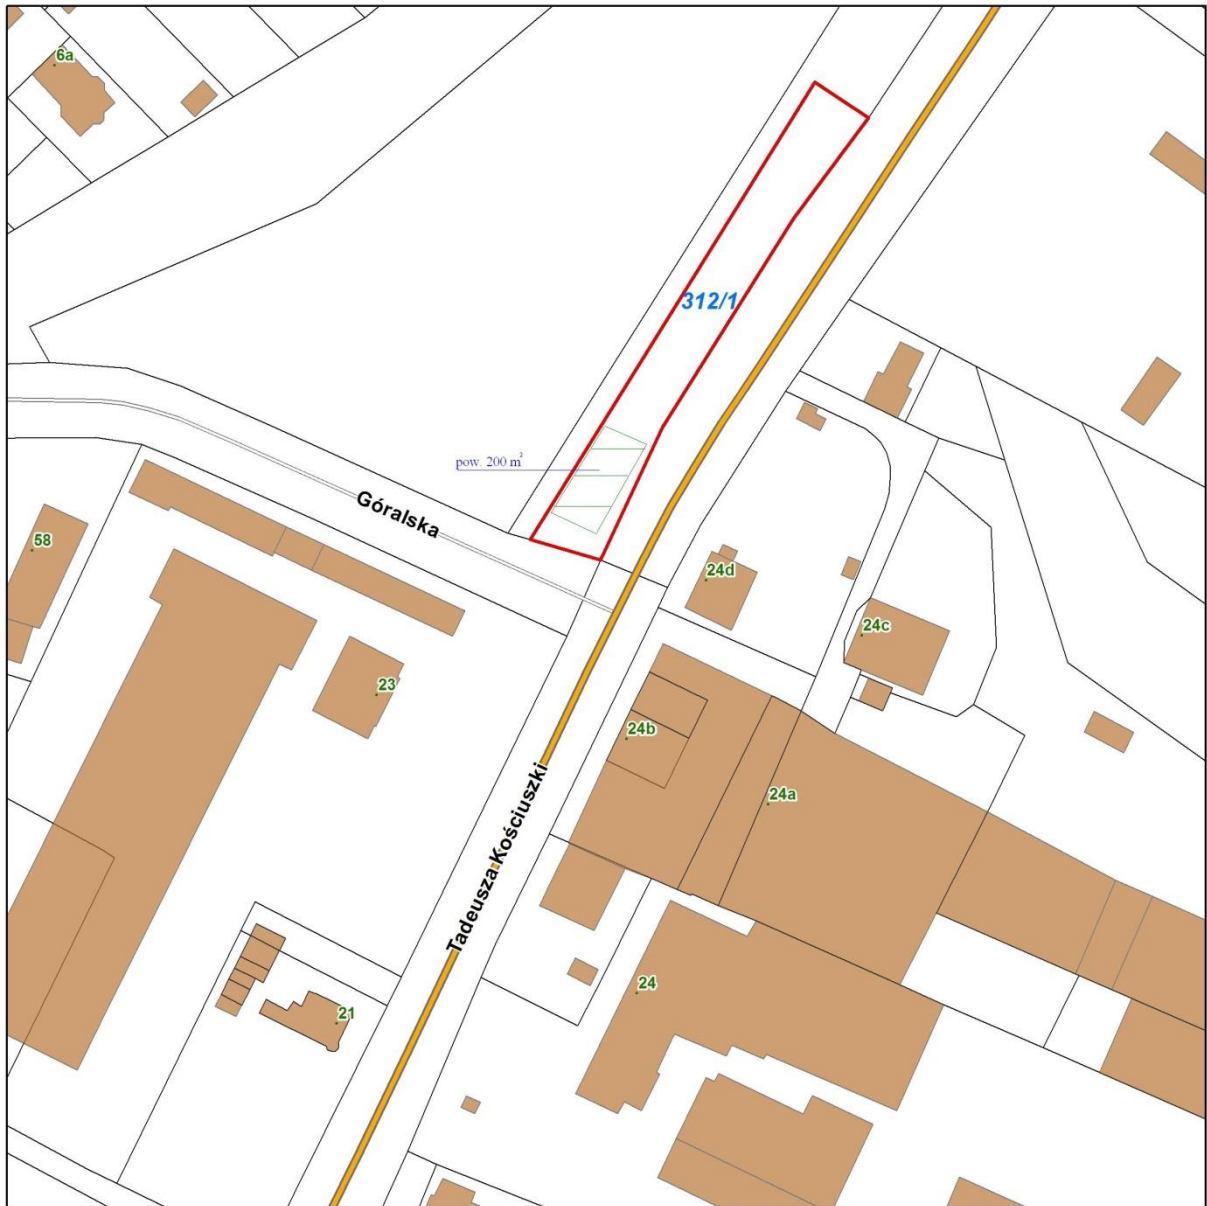 6a
312/1
pow. 200 m²
Góralska
58
24d
24c
23
24b
24a
Tadeusza Kościuszki
24
21